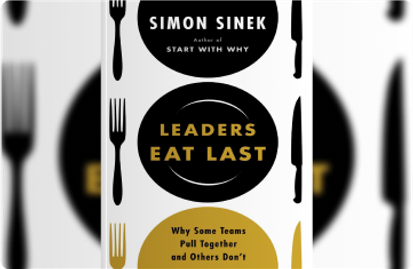 SIMON SINEK
Author of
START WITH WHY
LEADERS
EAT LAST
Why Some Teams
Pull Together
and Others Don't